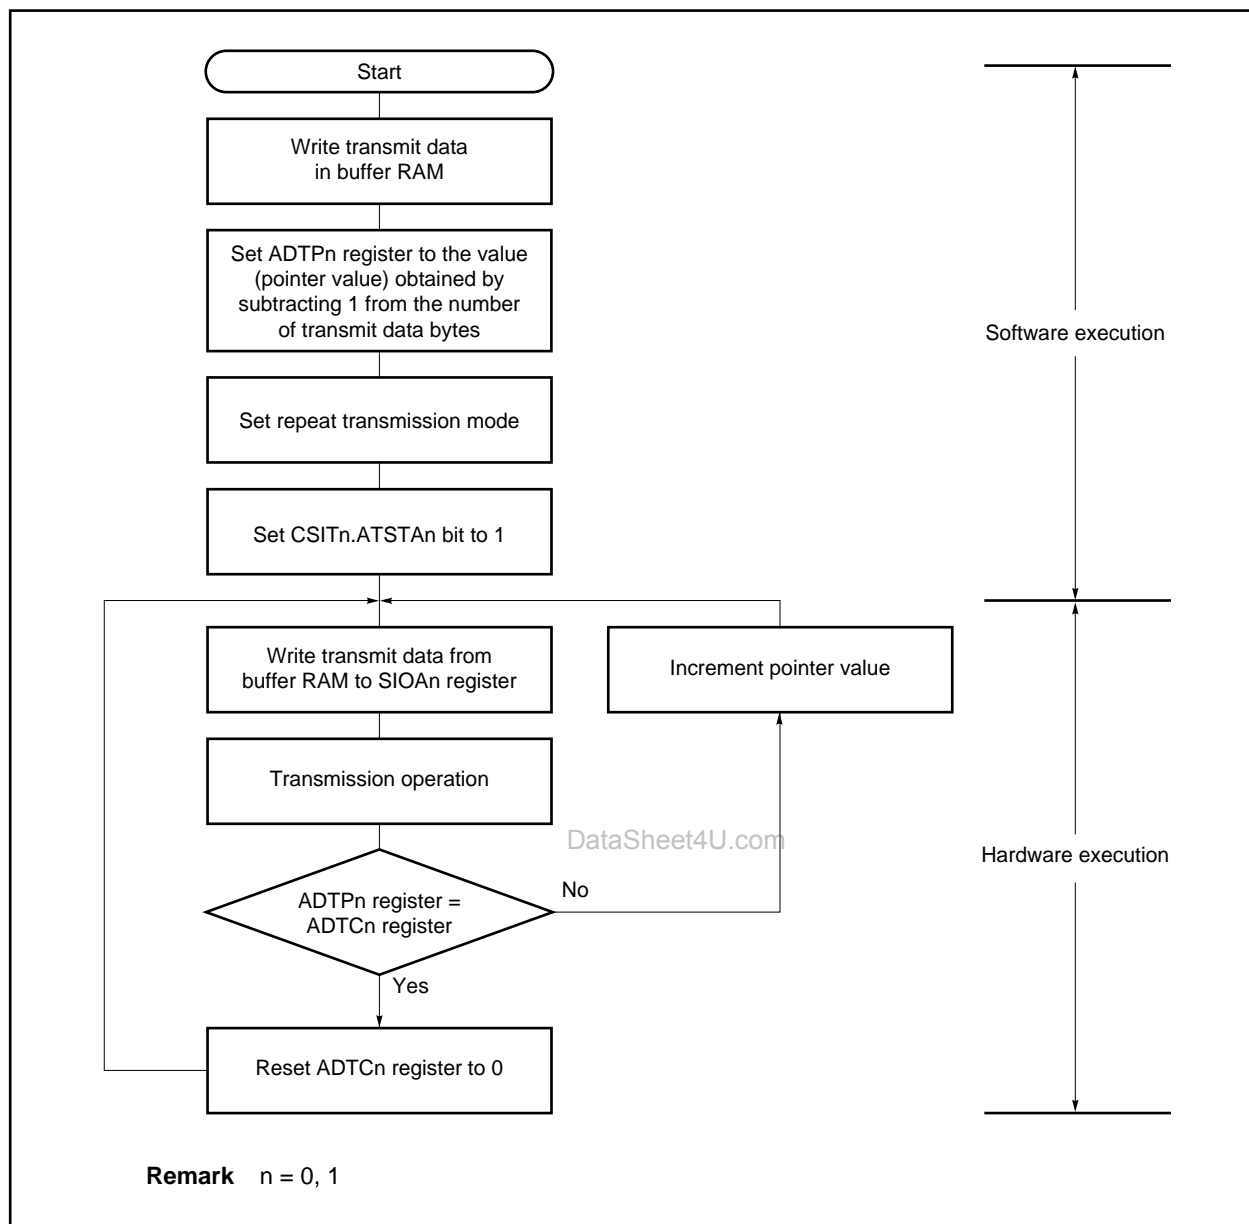 Start
Write transmit data
in buffer RAM
Set ADTPn register to the value
(pointer value) obtained by
subtracting 1 from the number
of transmit data bytes
Software execution
Set repeat transmission mode
Set CSITn.ATSTAn bit to 1
Write transmit data from
buffer RAM to SIOAn register
Increment pointer value
Transmission operation
DataSheet4U.com
Hardware execution
ADTPn register =
ADTCn register
No
Yes
Reset ADTCn register to 0
Remark n = 0, 1